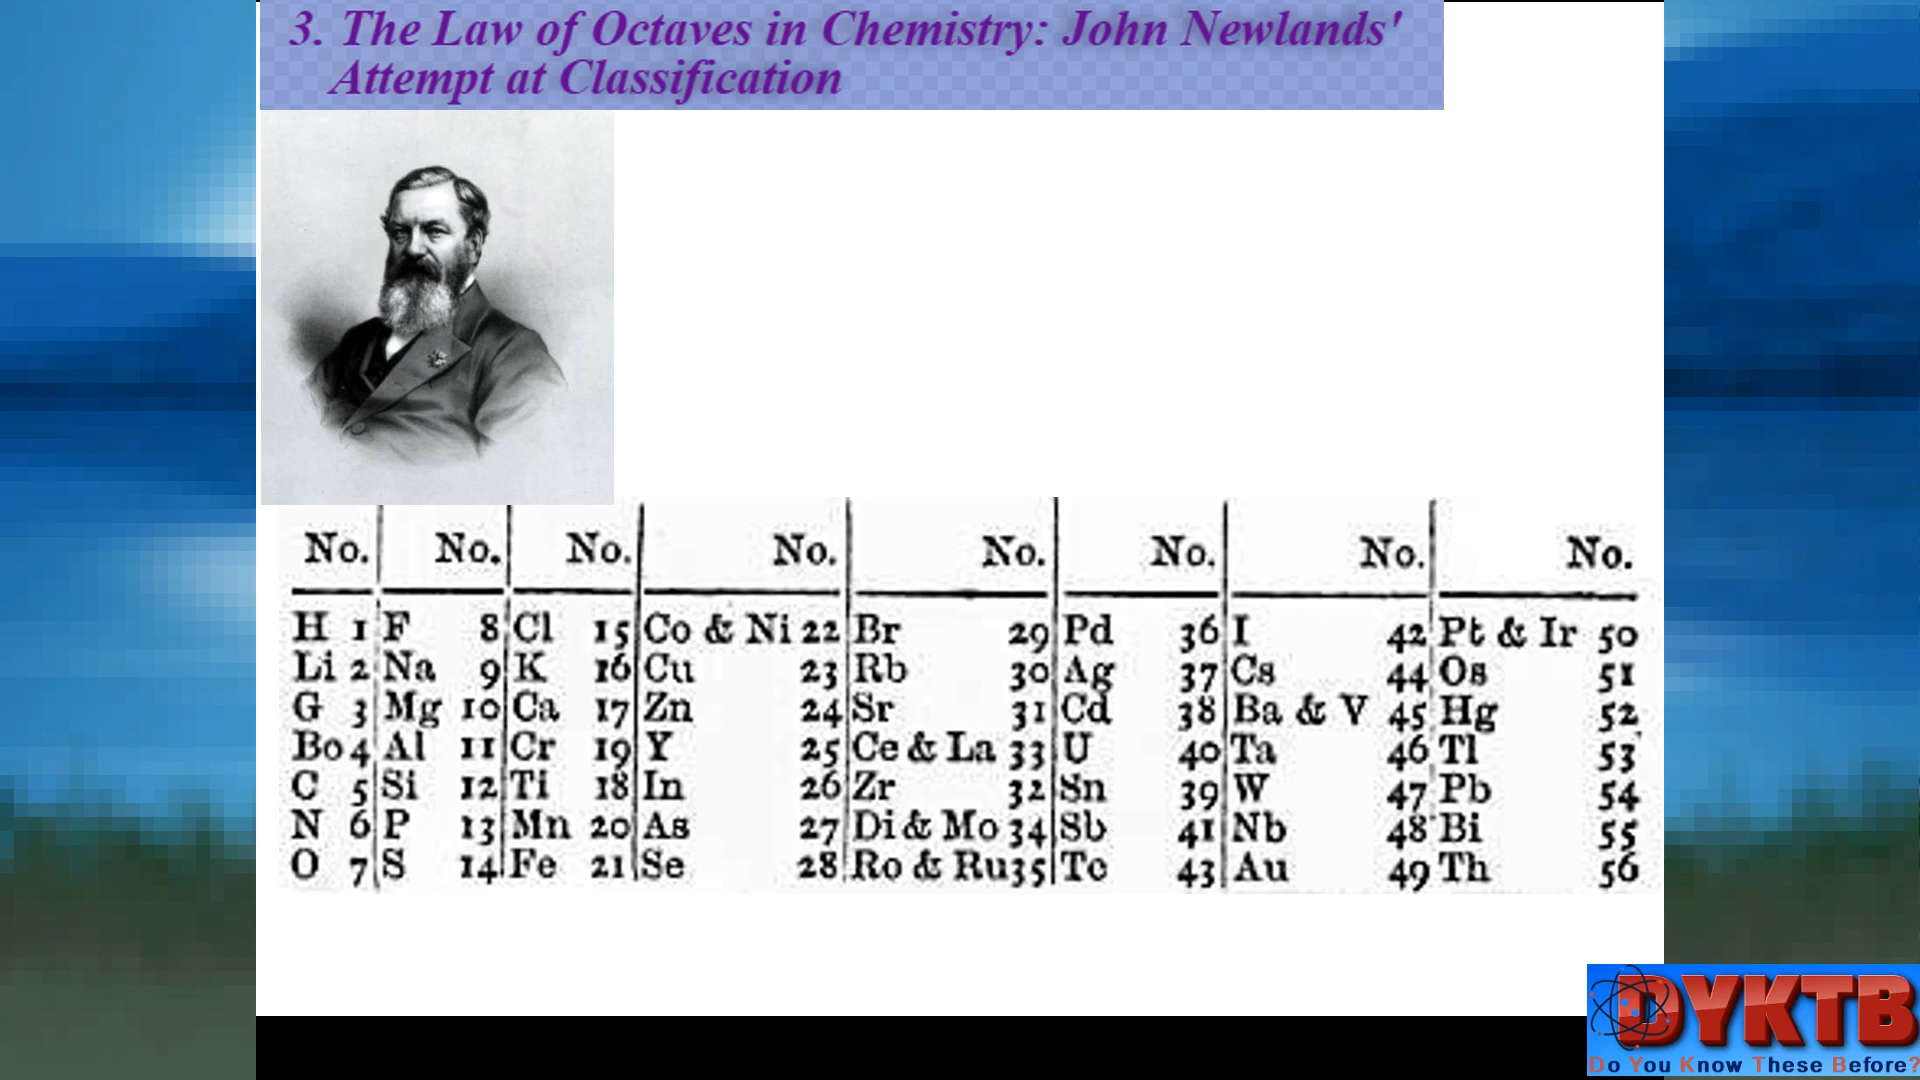 3. The Law of Octaves in Chemistry: John Newlands'
Attempt at Classification
No. No. No. No. No. No. No. No.
H 1 F 8 Cl 15 Co & Ni 22 Br 29 Pd 36 I 42 Pt & Ir 50
Li 2 Na 9 K 16 Cu 23 Rb 30 Ag 37 Cs 44 Os 51
G 3 Mg 10 Ca 17 Zn 24 Sr 31 Cd 38 Ba & V 45 Hg 52
Bo 4 Al 11 Cr 19 Y 25 Ce & La 33 U 40 Ta 46 Tl 53
C 5 Si 12 Ti 18 In 26 Zr 32 Sn 39 W 47 Pb 54
N 6 P 13 Mn 20 As 27 Di & Mo 34 Sb 41 Nb 48 Bi 55
O 7 S 14 Fe 21 Se 28 Ro & Ru 35 Te 43 Au 49 Th 56
DYKTB
Do You Know These Before?